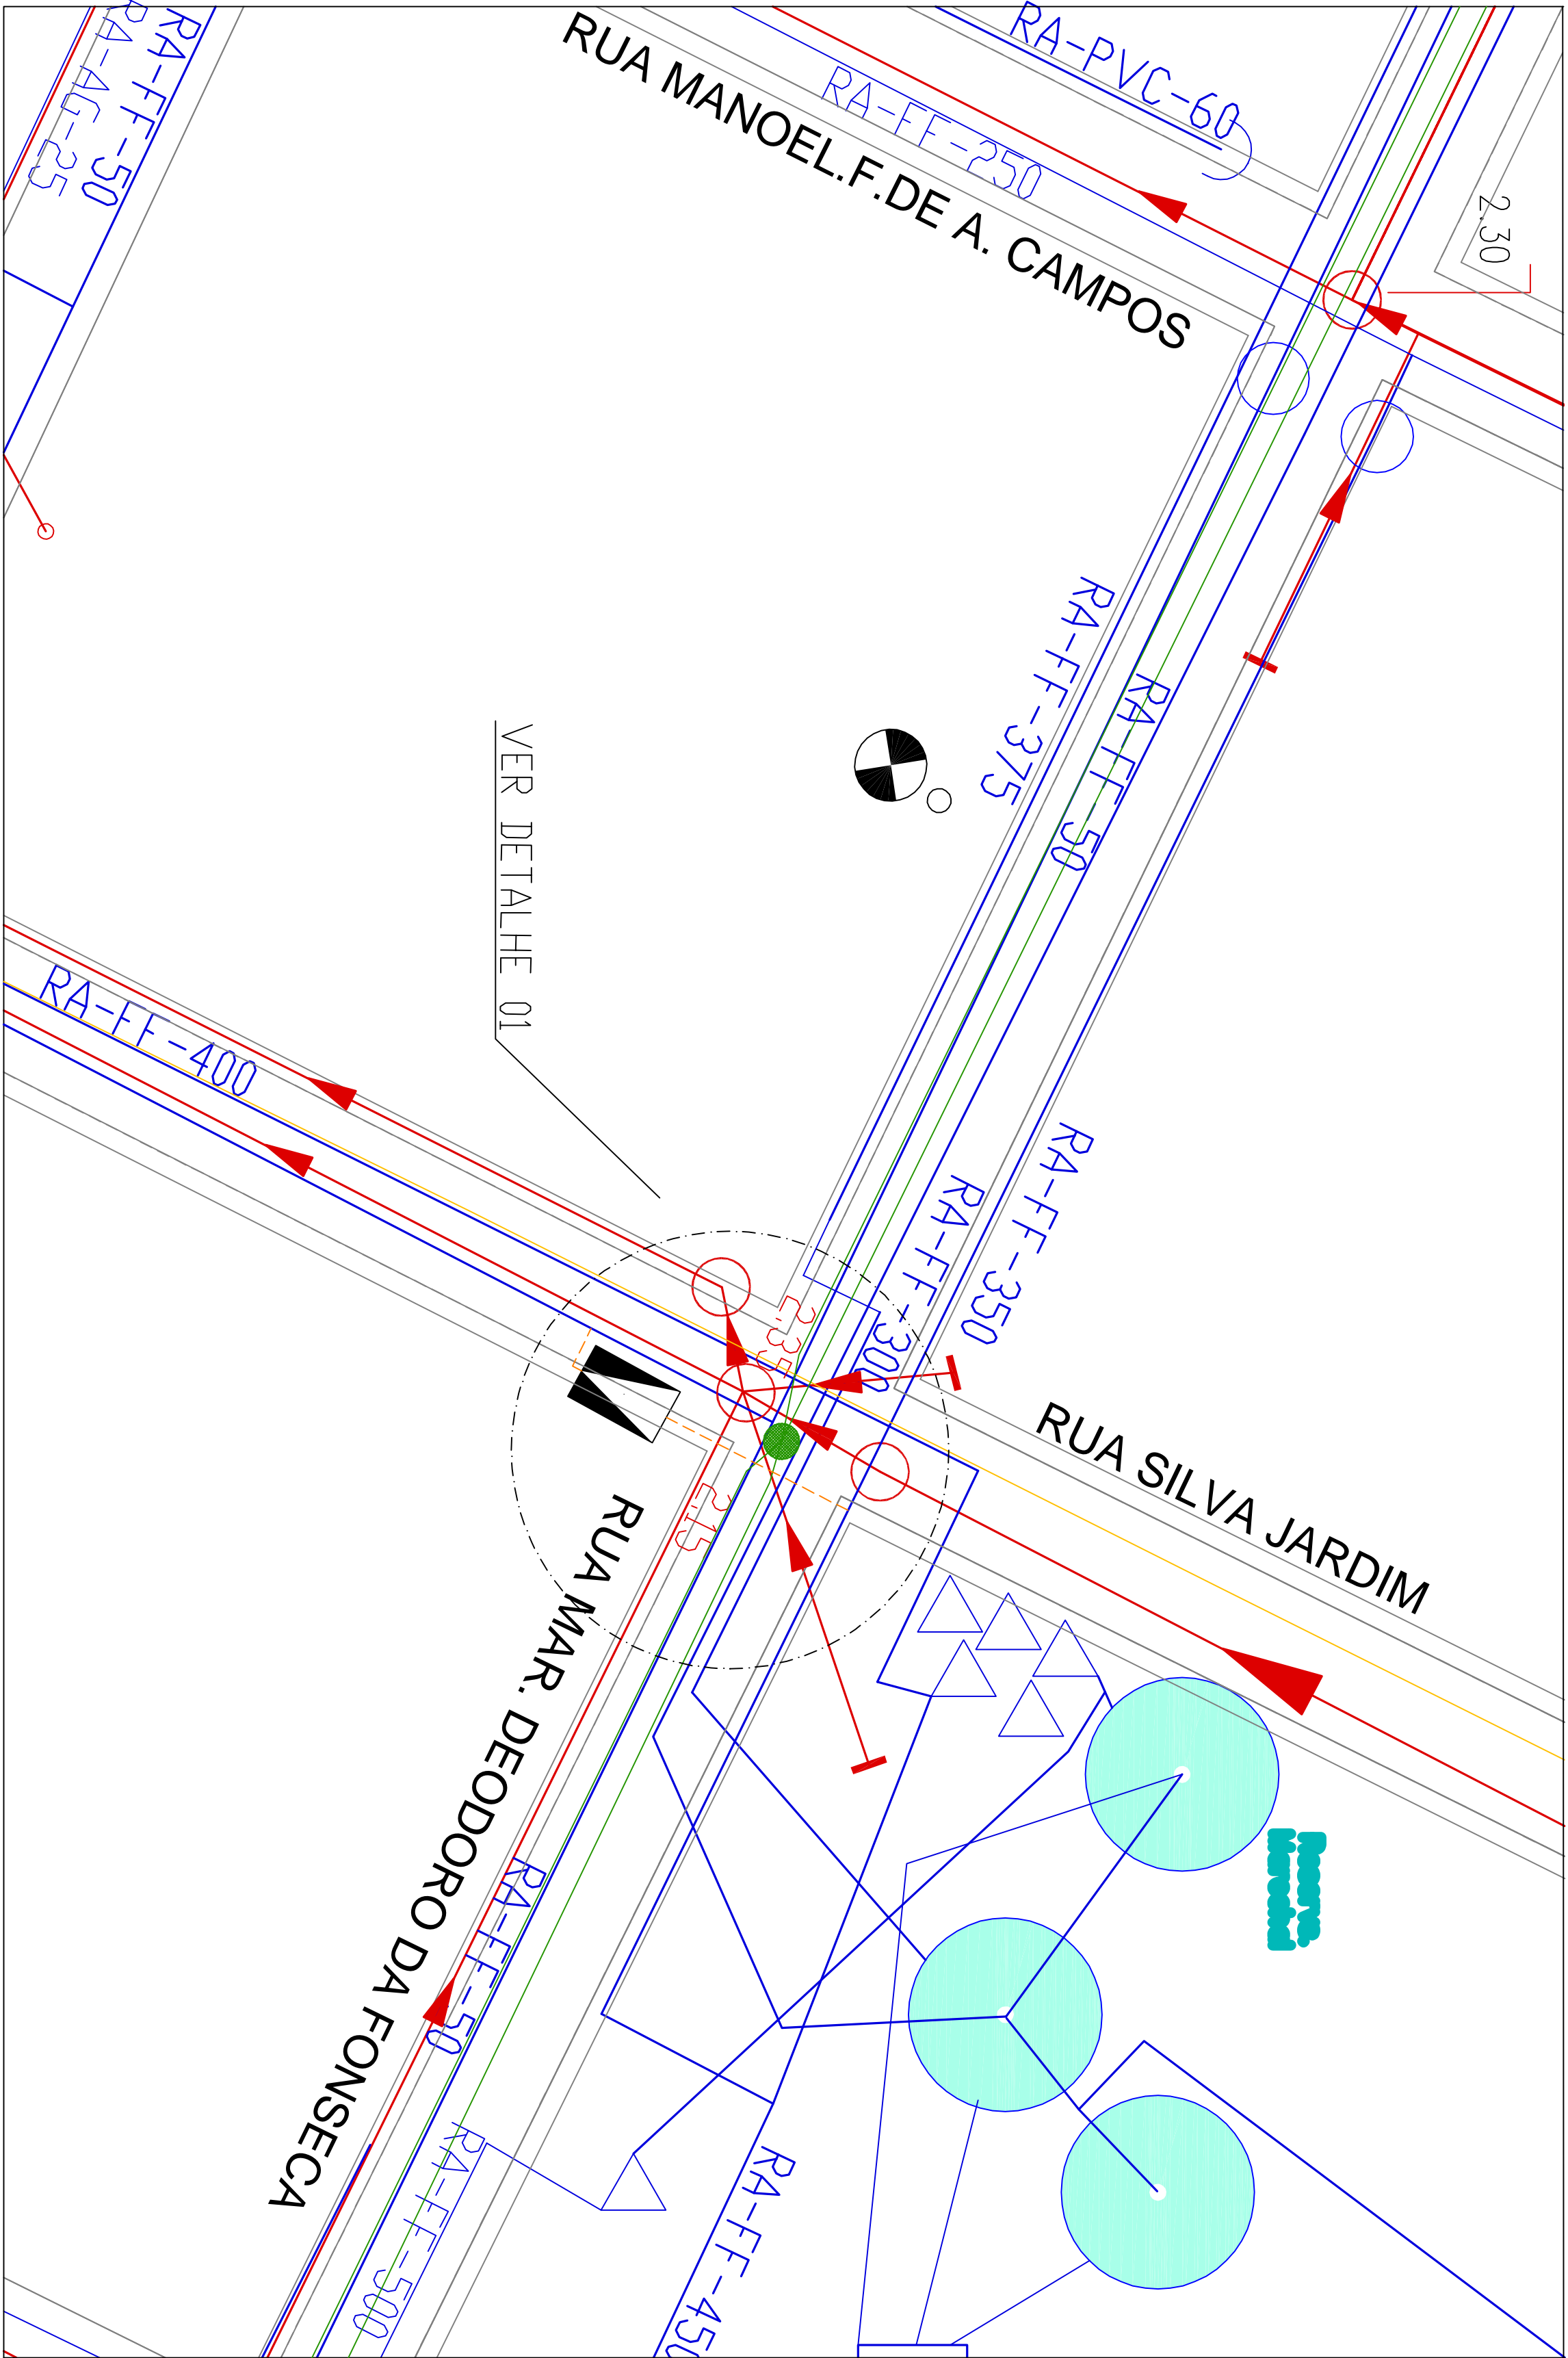 RA-FF-50
RA-AG-25
RUA MANOEL.F.DE A. CAMPOS
RA-FF-250
RA-PVC-60
2.30
RA-FF-375
RA-FF-50
VER DETALHE 01
RA-FF-400
RA-FF-350
RA-FF-300
RUA SILVA JARDIM
2.15
RUA MAR. DEODORO DA FONSECA
RA-FF-50
RA-FF-500
RA-FF-450